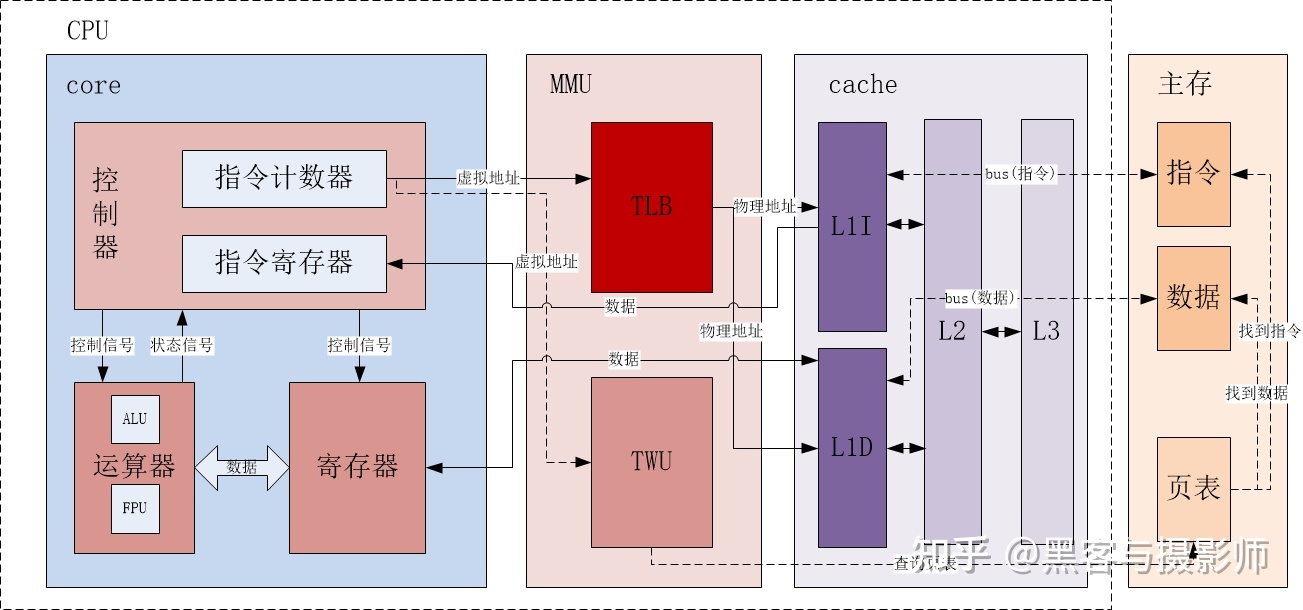 CPU
core
MMU
cache
主存
控制器
指令计数器
虚拟地址
TLB
物理地址
L1I
bus(指令)
指令
指令寄存器
虚拟地址
数据
物理地址
bus(数据)
数据
L2
L3
找到指令
控制信号
状态信号
控制信号
数据
找到数据
ALU
运算器
数据
寄存器
TWU
L1D
页表
FPU
查询页表
知乎 @黑客与摄影师